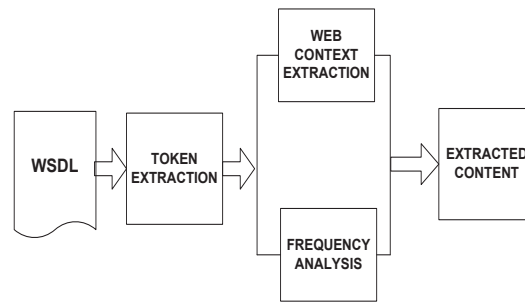 WSDL
TOKEN
EXTRACTION
WEB
CONTEXT
EXTRACTION
FREQUENCY
ANALYSIS
EXTRACTED
CONTENT